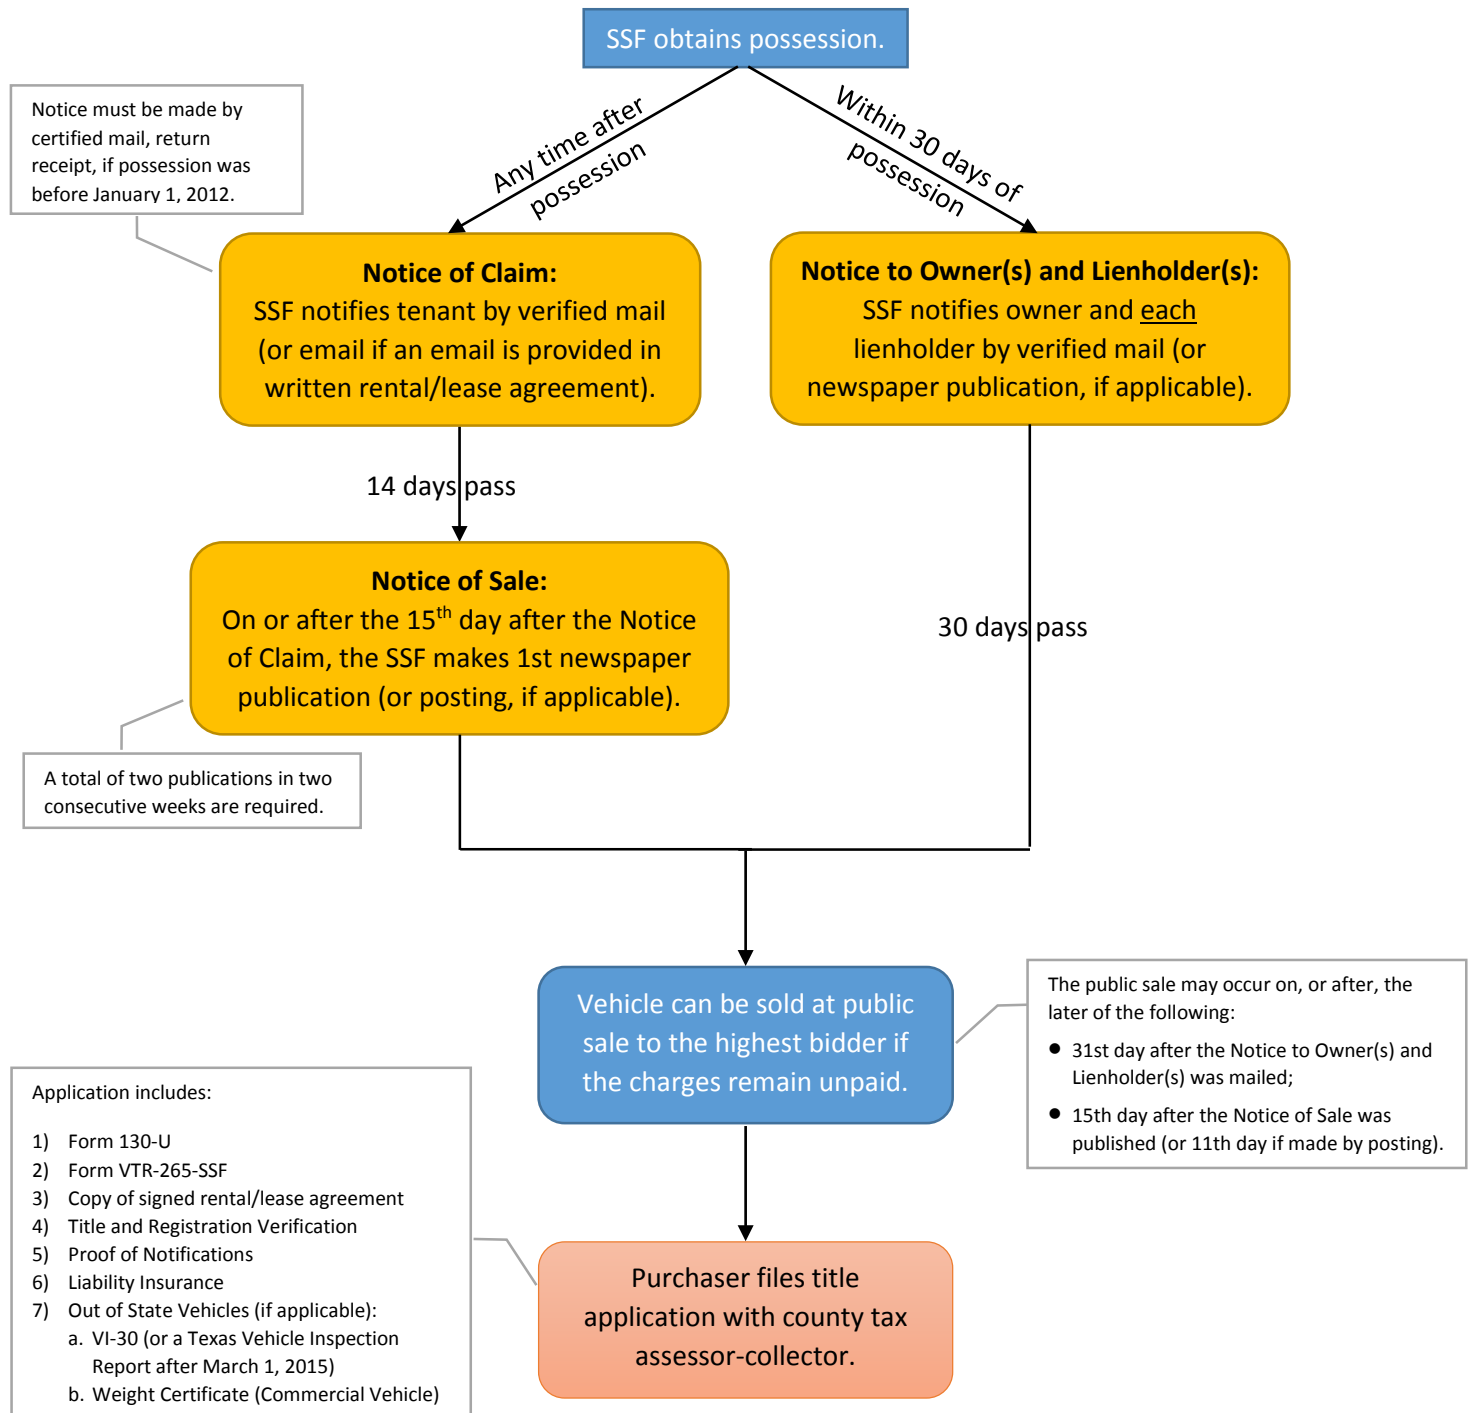 SSF obtains possession.
Notice must be made by
certified mail, return
receipt, if possession was
before January 1, 2012.
Any time after
possession
Within 30 days of
possession
Notice of Claim:
SSF notifies tenant by verified mail
(or email if an email is provided in
written rental/lease agreement).
Notice to Owner(s) and Lienholder(s):
SSF notifies owner and each
lienholder by verified mail (or
newspaper publication, if applicable).
14 days pass
Notice of Sale:
On or after the 15th day after the Notice
of Claim, the SSF makes 1st newspaper
publication (or posting, if applicable).
30 days pass
A total of two publications in two
consecutive weeks are required.
Vehicle can be sold at public
sale to the highest bidder if
the charges remain unpaid.
The public sale may occur on, or after, the
later of the following:
● 31st day after the Notice to Owner(s) and
Lienholder(s) was mailed;
● 15th day after the Notice of Sale was
published (or 11th day if made by posting).
Application includes:
1) Form 130-U
2) Form VTR-265-SSF
3) Copy of signed rental/lease agreement
4) Title and Registration Verification
5) Proof of Notifications
6) Liability Insurance
7) Out of State Vehicles (if applicable):
a. VI-30 (or a Texas Vehicle Inspection
Report after March 1, 2015)
b. Weight Certificate (Commercial Vehicle)
Purchaser files title
application with county tax
assessor-collector.